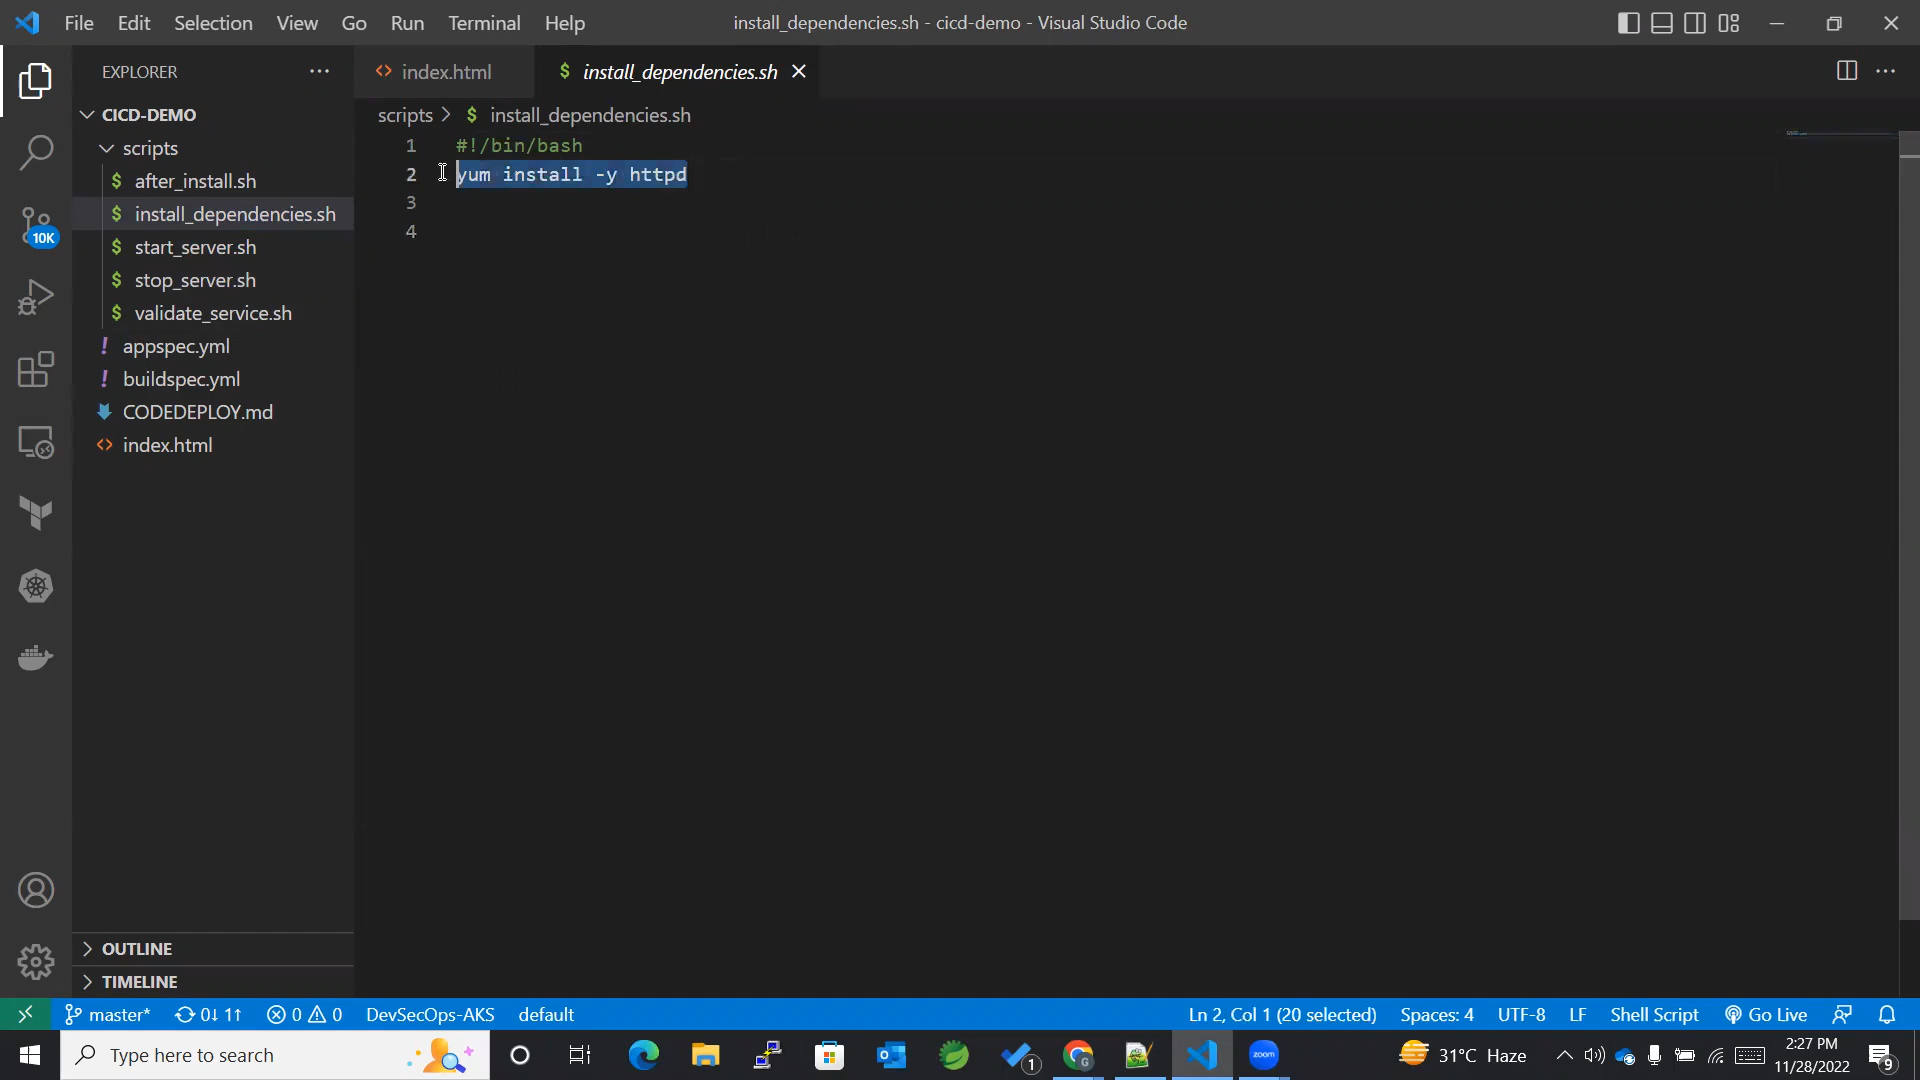 File Edit Selection View Go Run Terminal Help install_dependencies.sh - cicd-demo - Visual Studio Code
EXPLORER
index.html
$ install_dependencies.sh
CICD-DEMO
scripts
$ after_install.sh
$ install_dependencies.sh
$ start_server.sh
$ stop_server.sh
$ validate_service.sh
! appspec.yml
! buildspec.yml
CODEDEPLOY.md
<> index.html
10K
OUTLINE
TIMELINE
scripts > $ install_dependencies.sh
1 #!/bin/bash
2 yum install -y httpd
3
4
master* 0↓ 1↑ 0 0 DevSecOps-AKS default Ln 2, Col 1 (20 selected) Spaces: 4 UTF-8 LF Shell Script Go Live
Type here to search
1
zoom
31°C Haze
2:27 PM
11/28/2022
9